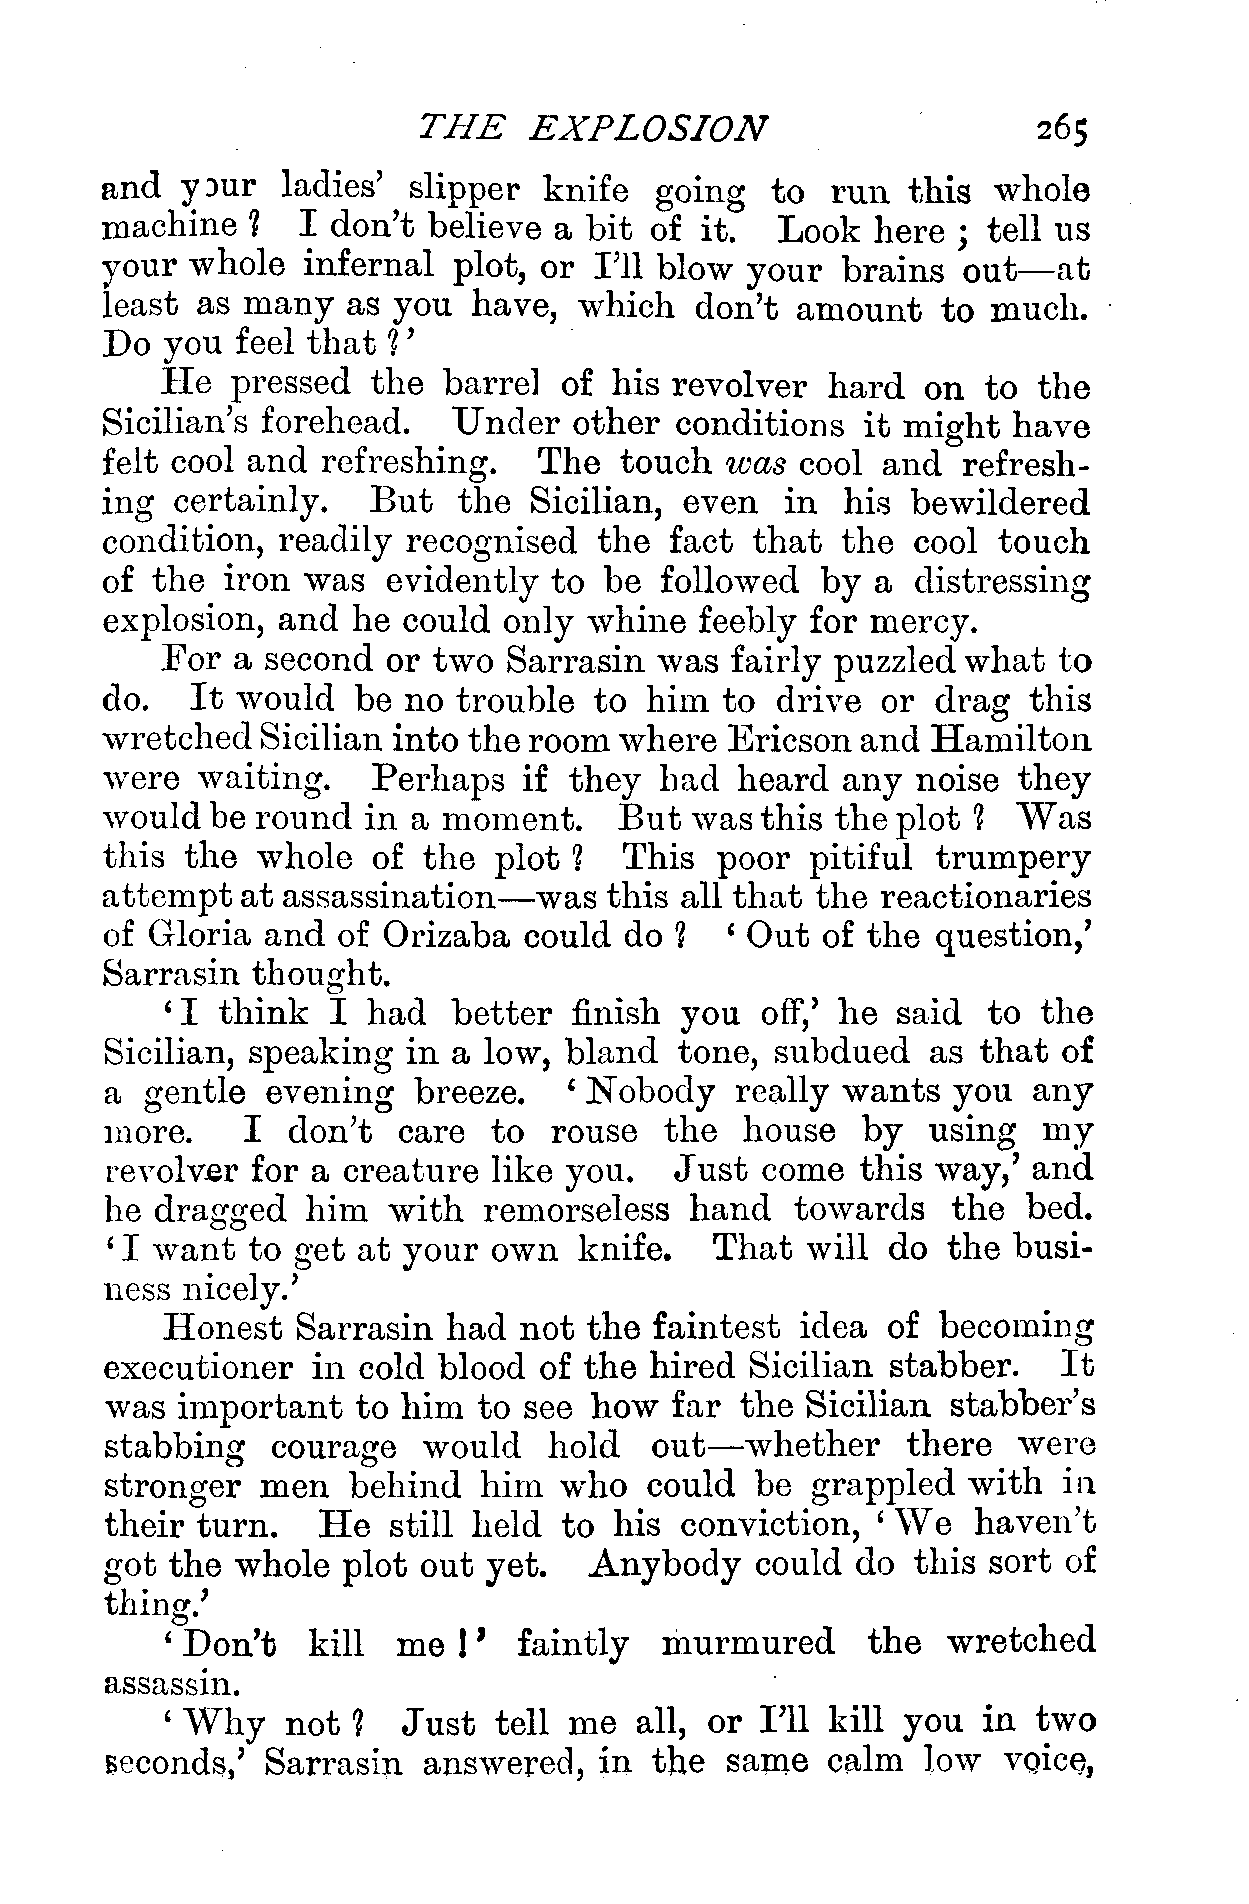 THE EXPLOSION 265
and your ladies' slipper knife going to run this whole
machine? I don't believe a bit of it. Look here; tell us
your whole infernal plot, or I'll blow your brains out—at
least as many as you have, which don't amount to much.
Do you feel that?'
He pressed the barrel of his revolver hard on to the
Sicilian's forehead. Under other conditions it might have
felt cool and refreshing. The touch was cool and refresh-
ing certainly. But the Sicilian, even in his bewildered
condition, readily recognised the fact that the cool touch
of the iron was evidently to be followed by a distressing
explosion, and he could only whine feebly for mercy.
For a second or two Sarrasin was fairly puzzled what to
do. It would be no trouble to him to drive or drag this
wretched Sicilian into the room where Ericson and Hamilton
were waiting. Perhaps if they had heard any noise they
would be round in a moment. But was this the plot? Was
this the whole of the plot? This poor pitiful trumpery
attempt at assassination—was this all that the reactionaries
of Gloria and of Orizaba could do? 'Out of the question,'
Sarrasin thought.
'I think I had better finish you off,' he said to the
Sicilian, speaking in a low, bland tone, subdued as that of
a gentle evening breeze. 'Nobody really wants you any
more. I don't care to rouse the house by using my
revolver for a creature like you. Just come this way,' and
he dragged him with remorseless hand towards the bed.
'I want to get at your own knife. That will do the busi-
ness nicely.'
Honest Sarrasin had not the faintest idea of becoming
executioner in cold blood of the hired Sicilian stabber. It
was important to him to see how far the Sicilian stabber's
stabbing courage would hold out—whether there were
stronger men behind him who could be grappled with in
their turn. He still held to his conviction, 'We haven't
got the whole plot out yet. Anybody could do this sort of
thing.'
'Don't kill me!' faintly murmured the wretched
assassin.
'Why not? Just tell me all, or I'll kill you in two
seconds,' Sarrasin answered, in the same calm low voice,